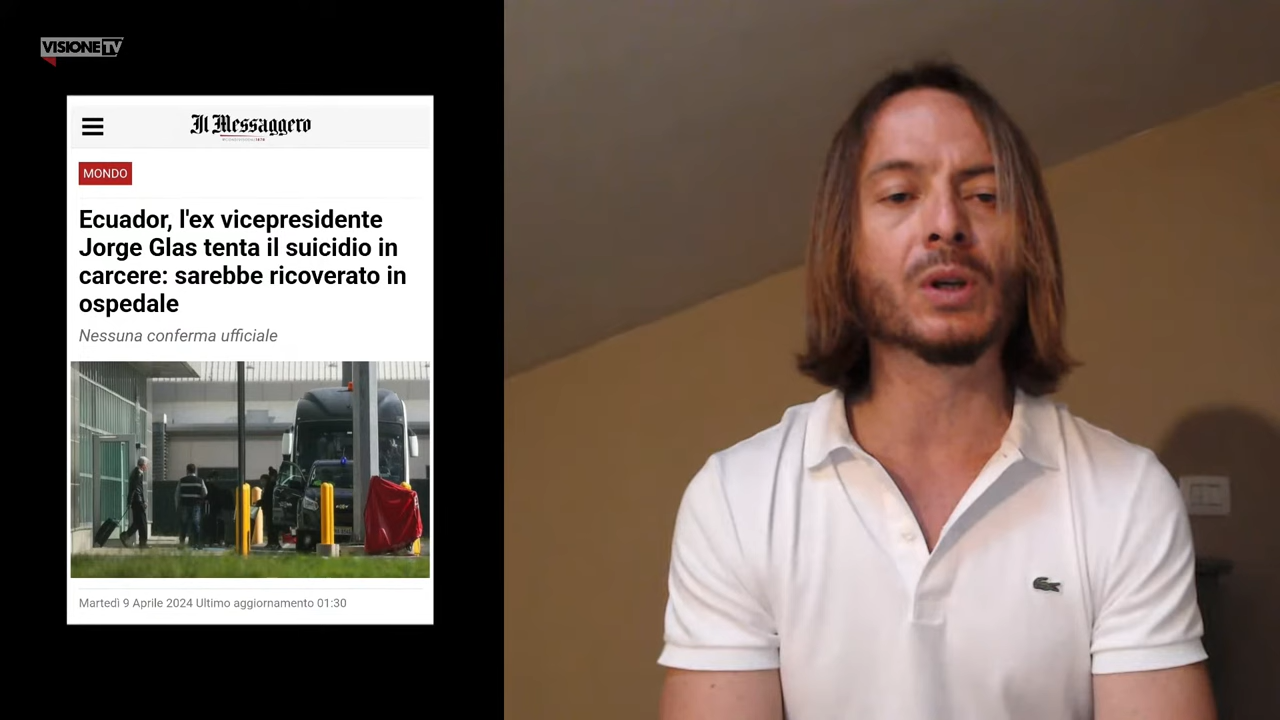 VISIONE TV
Il Messaggero
MONDO
Ecuador, l'ex vicepresidente
Jorge Glas tenta il suicidio in
carcere: sarebbe ricoverato in
ospedale
Nessuna conferma ufficiale
Martedì 9 Aprile 2024 Ultimo aggiornamento 01:30